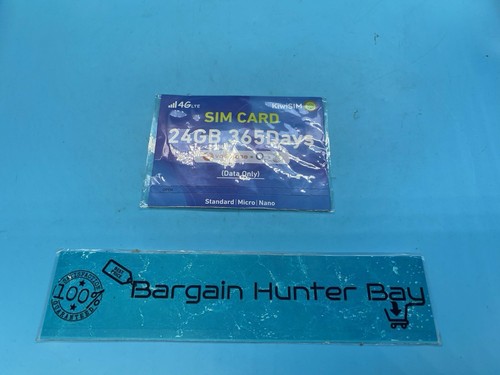 4G LTE
KiwiSIM
SIM CARD
24GB 365Days
(Data Only)
Standard | Micro | Nano
100%
Bargain Hunter Bay